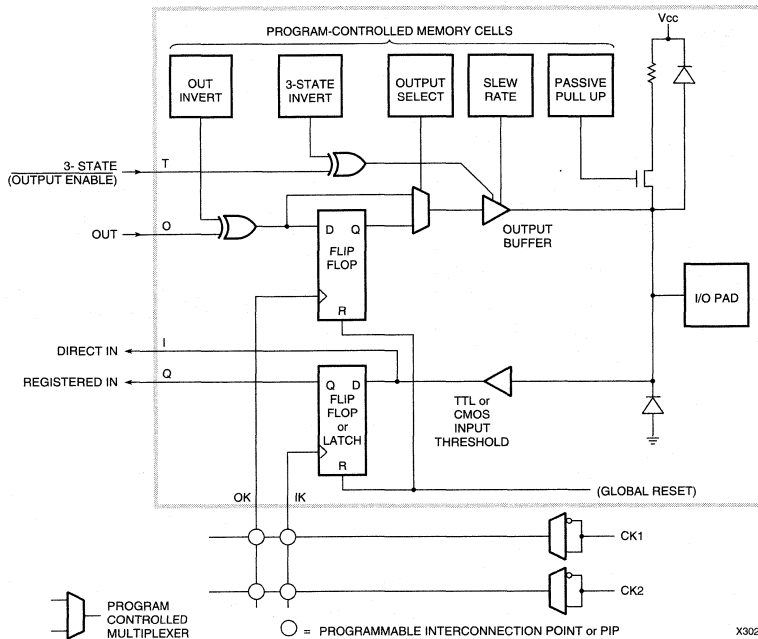 Vcc
PROGRAM-CONTROLLED MEMORY CELLS
OUT
INVERT
3-STATE
INVERT
OUTPUT
SELECT
SLEW
RATE
PASSIVE
PULL UP
3- STATE
(OUTPUT ENABLE)
T
OUT
O
D Q
FLIP
FLOP
R
OUTPUT
BUFFER
I/O PAD
DIRECT IN
I
REGISTERED IN
Q
Q D
FLIP
FLOP
or
LATCH
R
TTL or
CMOS
INPUT
THRESHOLD
OK
IK
(GLOBAL RESET)
CK1
CK2
PROGRAM
CONTROLLED
MULTIPLEXER
= PROGRAMMABLE INTERCONNECTION POINT or PIP
X302